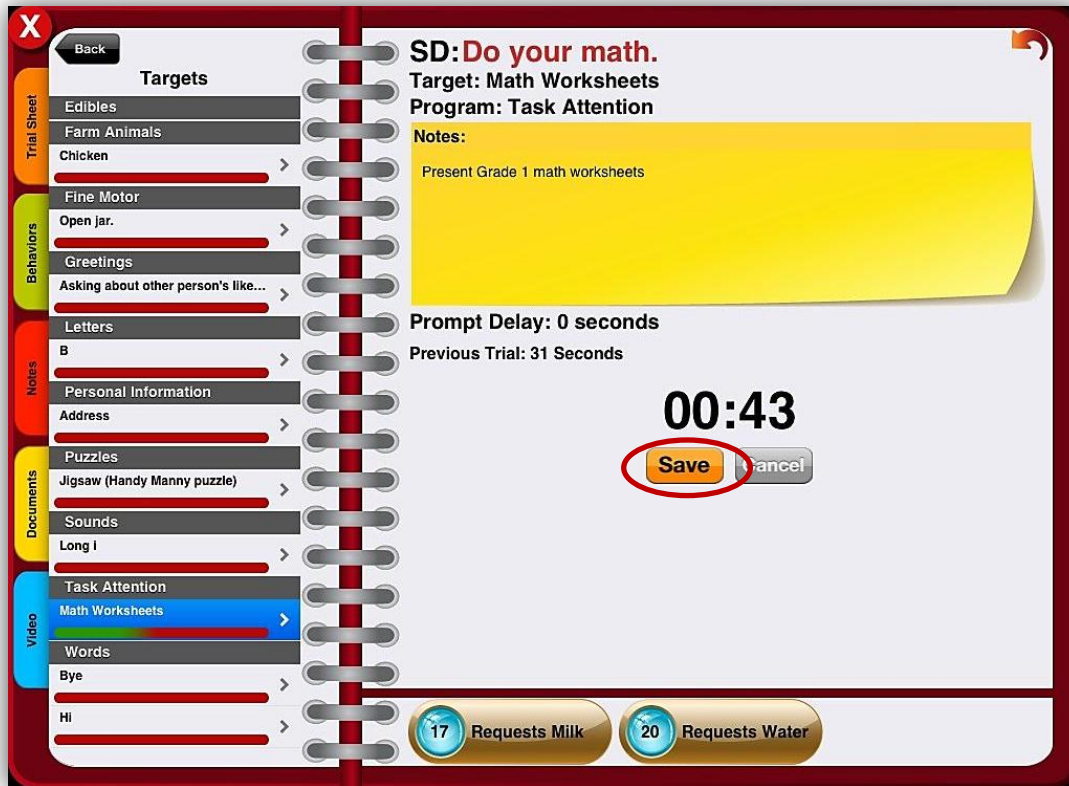 X
Back
Targets
Trial Sheet
Behaviors
Notes
Documents
Video
Edibles
Farm Animals
Chicken
Fine Motor
Open jar.
Greetings
Asking about other person's like...
Letters
B
Personal Information
Address
Puzzles
Jigsaw (Handy Manny puzzle)
Sounds
Long i
Task Attention
Math Worksheets
Words
Bye
Hi
SD:Do your math.
Target: Math Worksheets
Program: Task Attention
Notes:
Present Grade 1 math worksheets
Prompt Delay: 0 seconds
Previous Trial: 31 Seconds
00:43
Save Cancel
17 Requests Milk 20 Requests Water